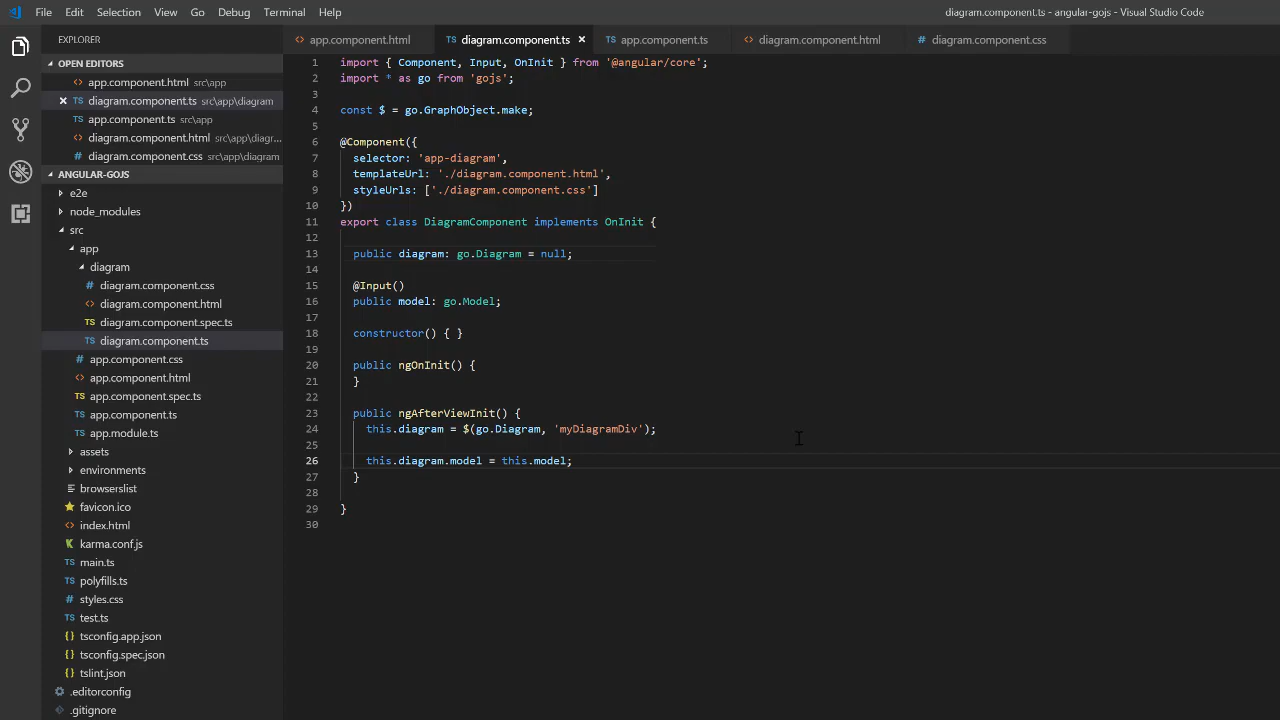 File Edit Selection View Go Debug Terminal Help
diagram.component.ts - angular-gojs - Visual Studio Code
EXPLORER
OPEN EDITORS
app.component.html src\app
diagram.component.ts src\app\diagram
app.component.ts src\app
diagram.component.html src\app\diagr...
diagram.component.css src\app\diagram
ANGULAR-GOJS
e2e
node_modules
src
app
diagram
diagram.component.css
diagram.component.html
TS diagram.component.spec.ts
TS diagram.component.ts
app.component.css
app.component.html
TS app.component.spec.ts
TS app.component.ts
TS app.module.ts
assets
environments
browserslist
favicon.ico
index.html
karma.conf.js
TS main.ts
TS polyfills.ts
styles.css
TS test.ts
tsconfig.app.json
tsconfig.spec.json
tslint.json
.editorconfig
.gitignore
app.component.html TS diagram.component.ts TS app.component.ts diagram.component.html # diagram.component.css
1 import { Component, Input, OnInit } from '@angular/core';
2 import * as go from 'gojs';
3
4 const $ = go.GraphObject.make;
5
6 @Component({
7 selector: 'app-diagram',
8 templateUrl: './diagram.component.html',
9 styleUrls: ['./diagram.component.css']
10 })
11 export class DiagramComponent implements OnInit {
12
13 public diagram: go.Diagram = null;
14
15 @Input()
16 public model: go.Model;
17
18 constructor() { }
19
20 public ngOnInit() {
21 }
22
23 public ngAfterViewInit() {
24 this.diagram = $(go.Diagram, 'myDiagramDiv');
25
26 this.diagram.model = this.model;
27 }
28
29 }
30